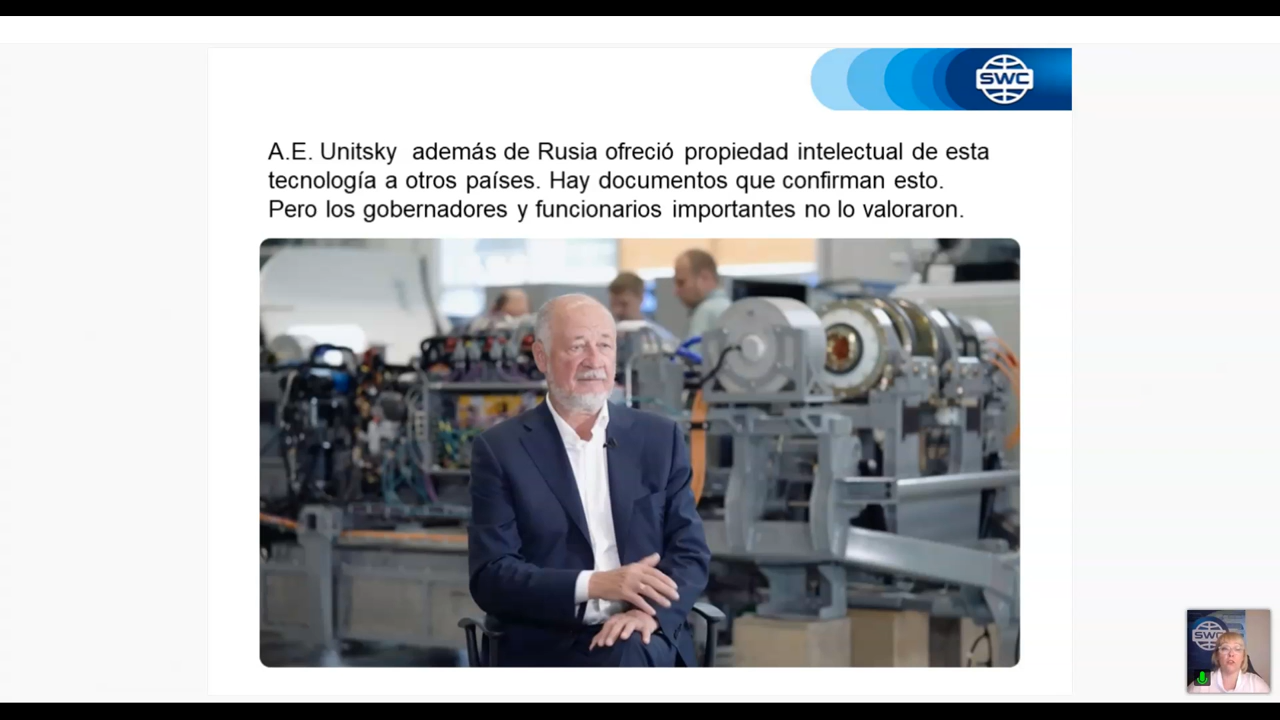 SWC
A.E. Unitsky además de Rusia ofreció propiedad intelectual de esta
tecnología a otros países. Hay documentos que confirman esto.
Pero los gobernadores y funcionarios importantes no lo valoraron.
SWC